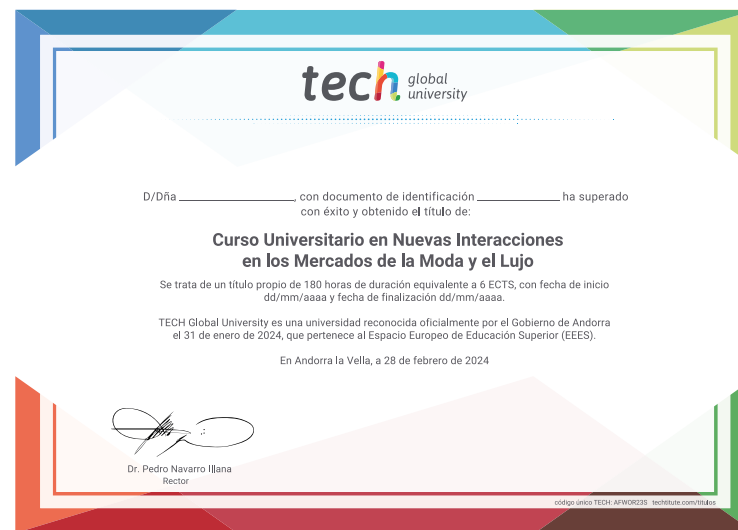 tech global
university
D/Dña ____________, con documento de identificación ____________ ha superado
con éxito y obtenido el título de:
Curso Universitario en Nuevas Interacciones
en los Mercados de la Moda y el Lujo
Se trata de un título propio de 180 horas de duración equivalente a 6 ECTS, con fecha de inicio
dd/mm/aaaa y fecha de finalización dd/mm/aaaa.
TECH Global University es una universidad reconocida oficialmente por el Gobierno de Andorra
el 31 de enero de 2024, que pertenece al Espacio Europeo de Educación Superior (EEES).
En Andorra la Vella, a 28 de febrero de 2024
Dr. Pedro Navarro Illana
Rector
código único TECH: AFWOR23S techtitute.com/titulos